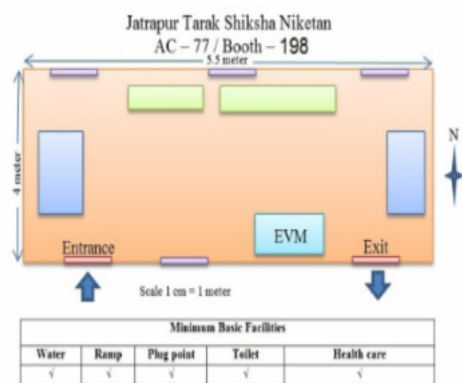 Jatrapur Tarak Shiksha Niketan
AC – 77 / Booth – 198
5.5 meter
N
4 meter
EVM
Entrance
Exit
Scale 1 cm = 1 meter
Minimum Basic Facilities
Water Ramp Plug point Toilet Health care
√ √ √ √ √